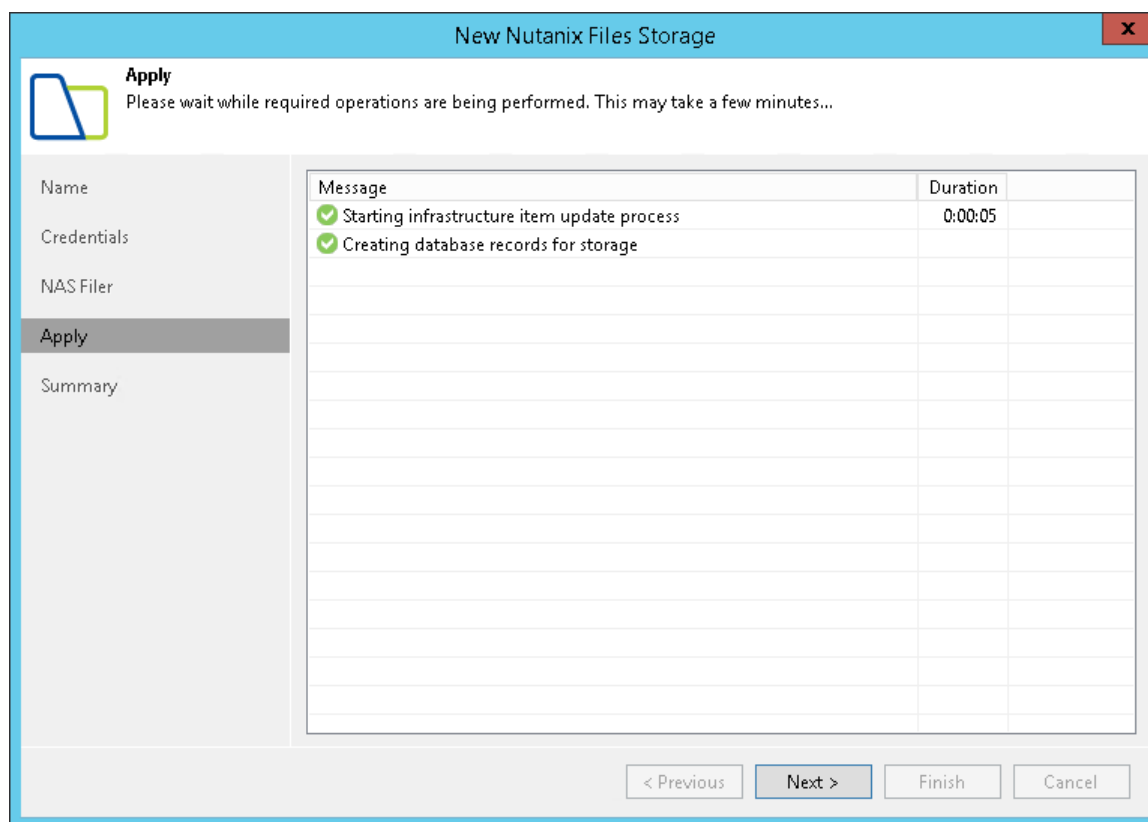 New Nutanix Files Storage
x
Apply
Please wait while required operations are being performed. This may take a few minutes...
Name
Credentials
NAS Filer
Apply
Summary
Message Duration
Starting infrastructure item update process 0:00:05
Creating database records for storage
< Previous Next > Finish Cancel